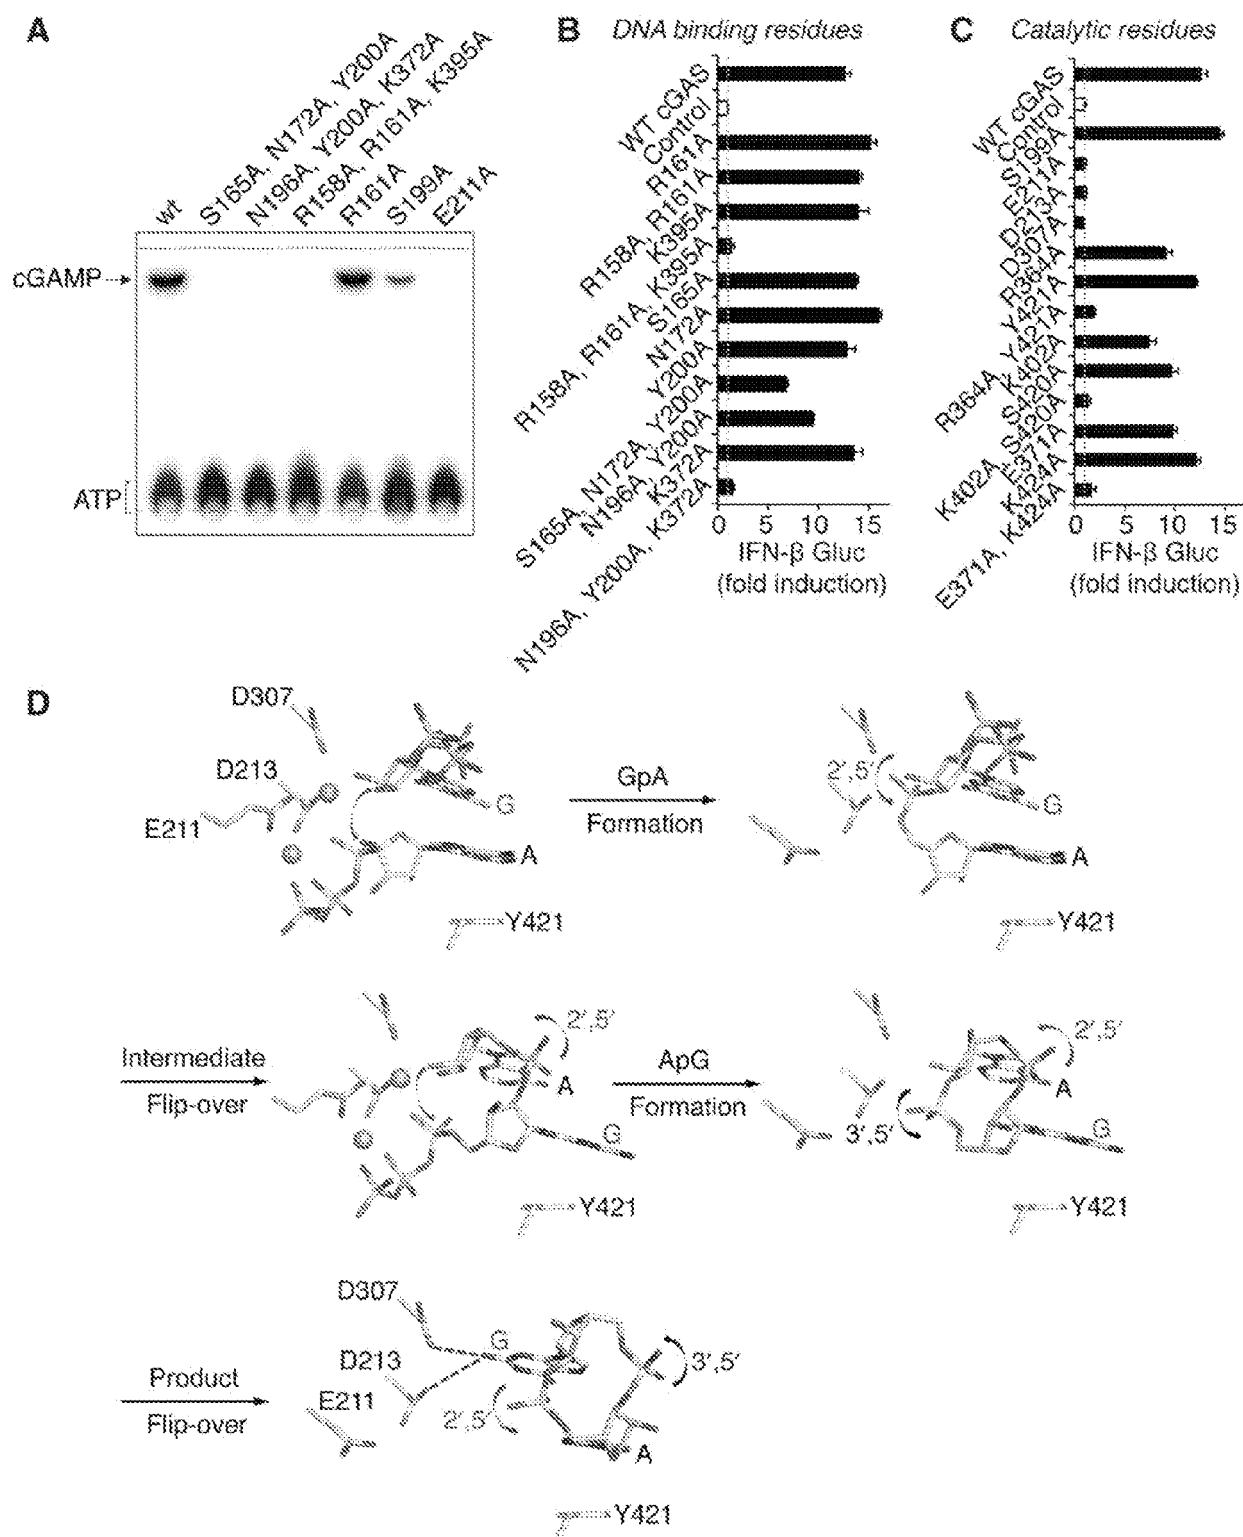 A
wt
S165A, N172A, Y200A
N196A, Y200A, K372A
R158A, R161A, K395A
R161A
S199A
E211A
cGAMP
ATP
B
DNA binding residues
WT cGAS
Control
R161A
R158A, R161A
K395A
R158A, R161A, K395A
S165A
N172A
Y200A
S165A, N172A, Y200A
N196A, Y200A
K372A
N196A, Y200A, K372A
0 5 10 15
IFN-β Gluc
(fold induction)
C
Catalytic residues
WT cGAS
Control
S199A
E211A
D213A
D307A
R364A
Y421A
R364A, Y421A
K402A
S420A
K402A, S420A
E371A
K424A
E371A, K424A
0 5 10 15
IFN-β Gluc
(fold induction)
D
D307
D213
E211
G
A
Y421
GpA
Formation
2′,5′
G
A
Y421
Intermediate
Flip-over
2′,5′
A
G
Y421
ApG
Formation
2′,5′
A
3′,5′
G
Y421
Product
Flip-over
D307
G
D213
3′,5′
E211
2′,5′
A
Y421